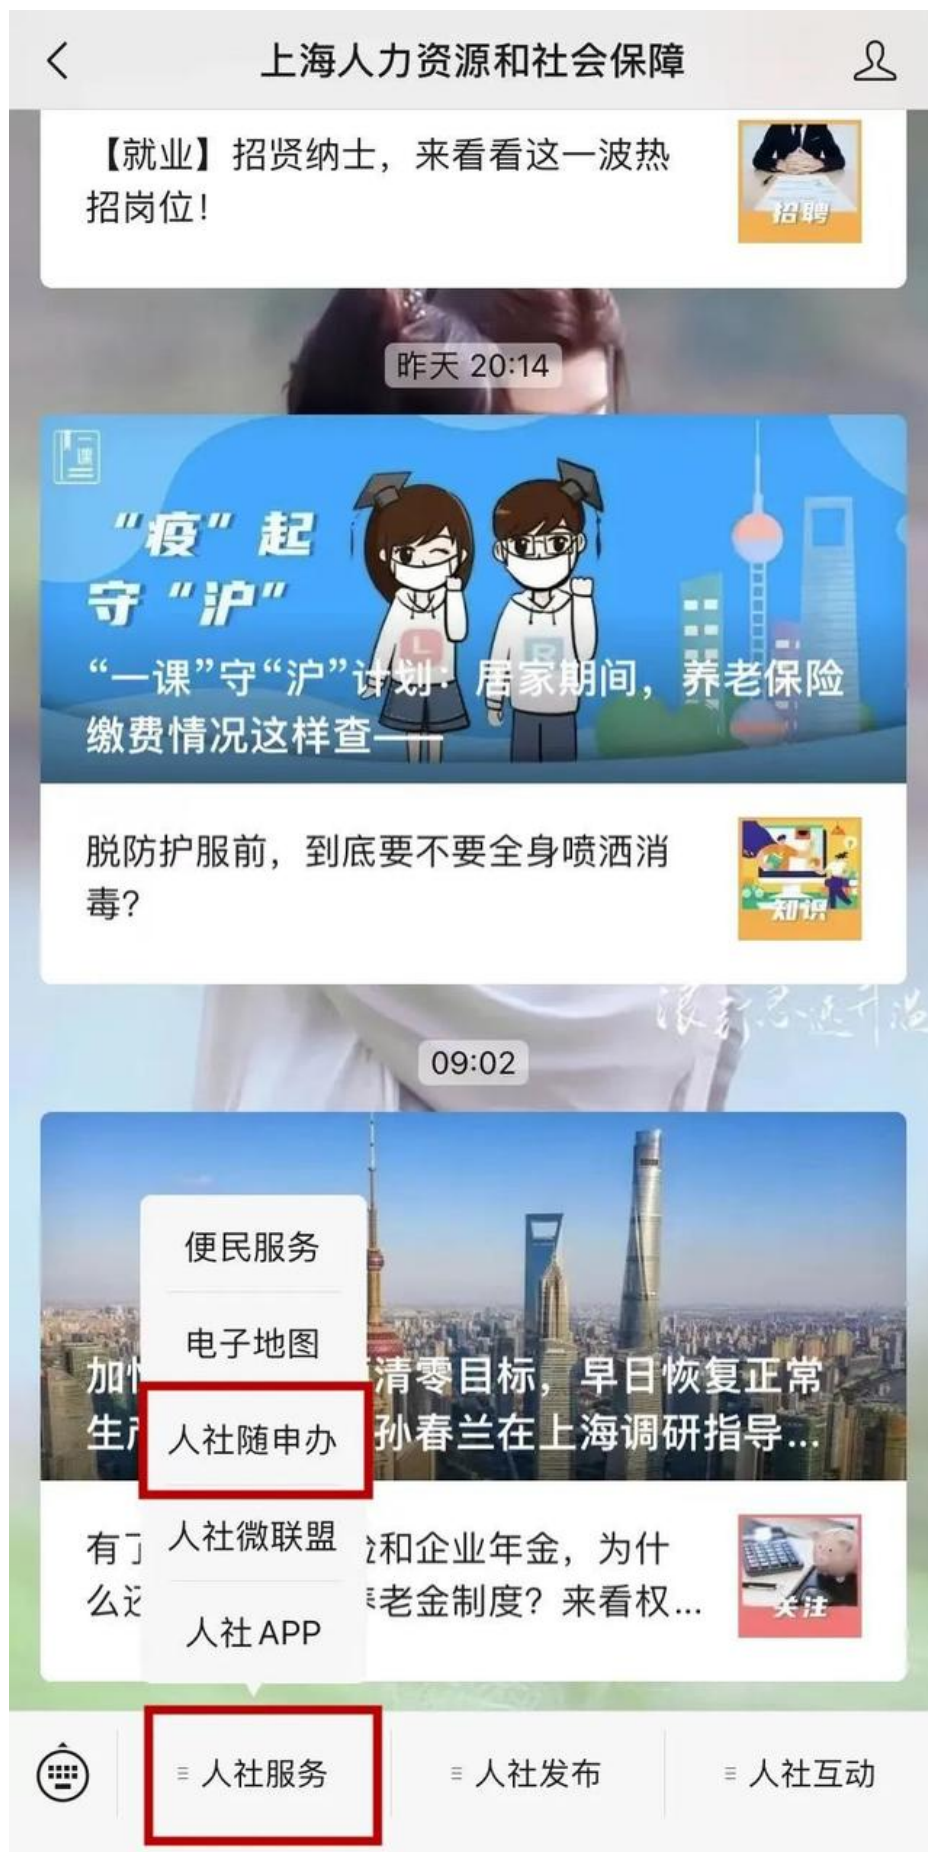 上海人力资源和社会保障
【就业】招贤纳士，来看看这一波热
招岗位！
招聘
昨天 20:14
一课
“疫”起
守“沪”
L
R
“一课”守“沪”计划：居家期间，养老保险
缴费情况这样查——
脱防护服前，到底要不要全身喷洒消
毒？
知识
09:02
便民服务
电子地图
清零目标，早日恢复正常
人社随申办
孙春兰在上海调研指导...
人社微联盟
有
和企业年金，为什
么还
老金制度？来看权...
关注
人社APP
人社服务
人社发布
人社互动